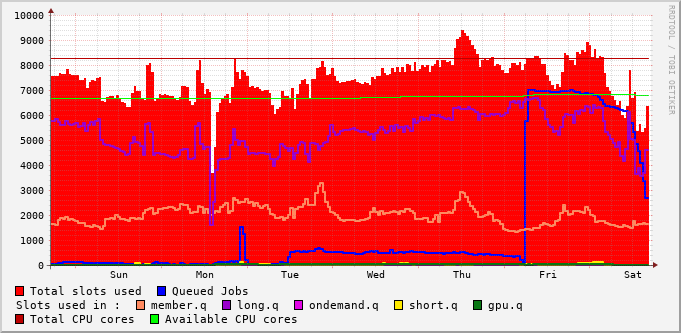 10000
9000
8000
7000
6000
5000
4000
3000
2000
1000
0
Sun Mon Tue Wed Thu Fri Sat
RRDTOOL / TOBI OETIKER
Total slots used Queued Jobs
Slots used in : member.q long.q ondemand.q short.q gpu.q
Total CPU cores Available CPU cores